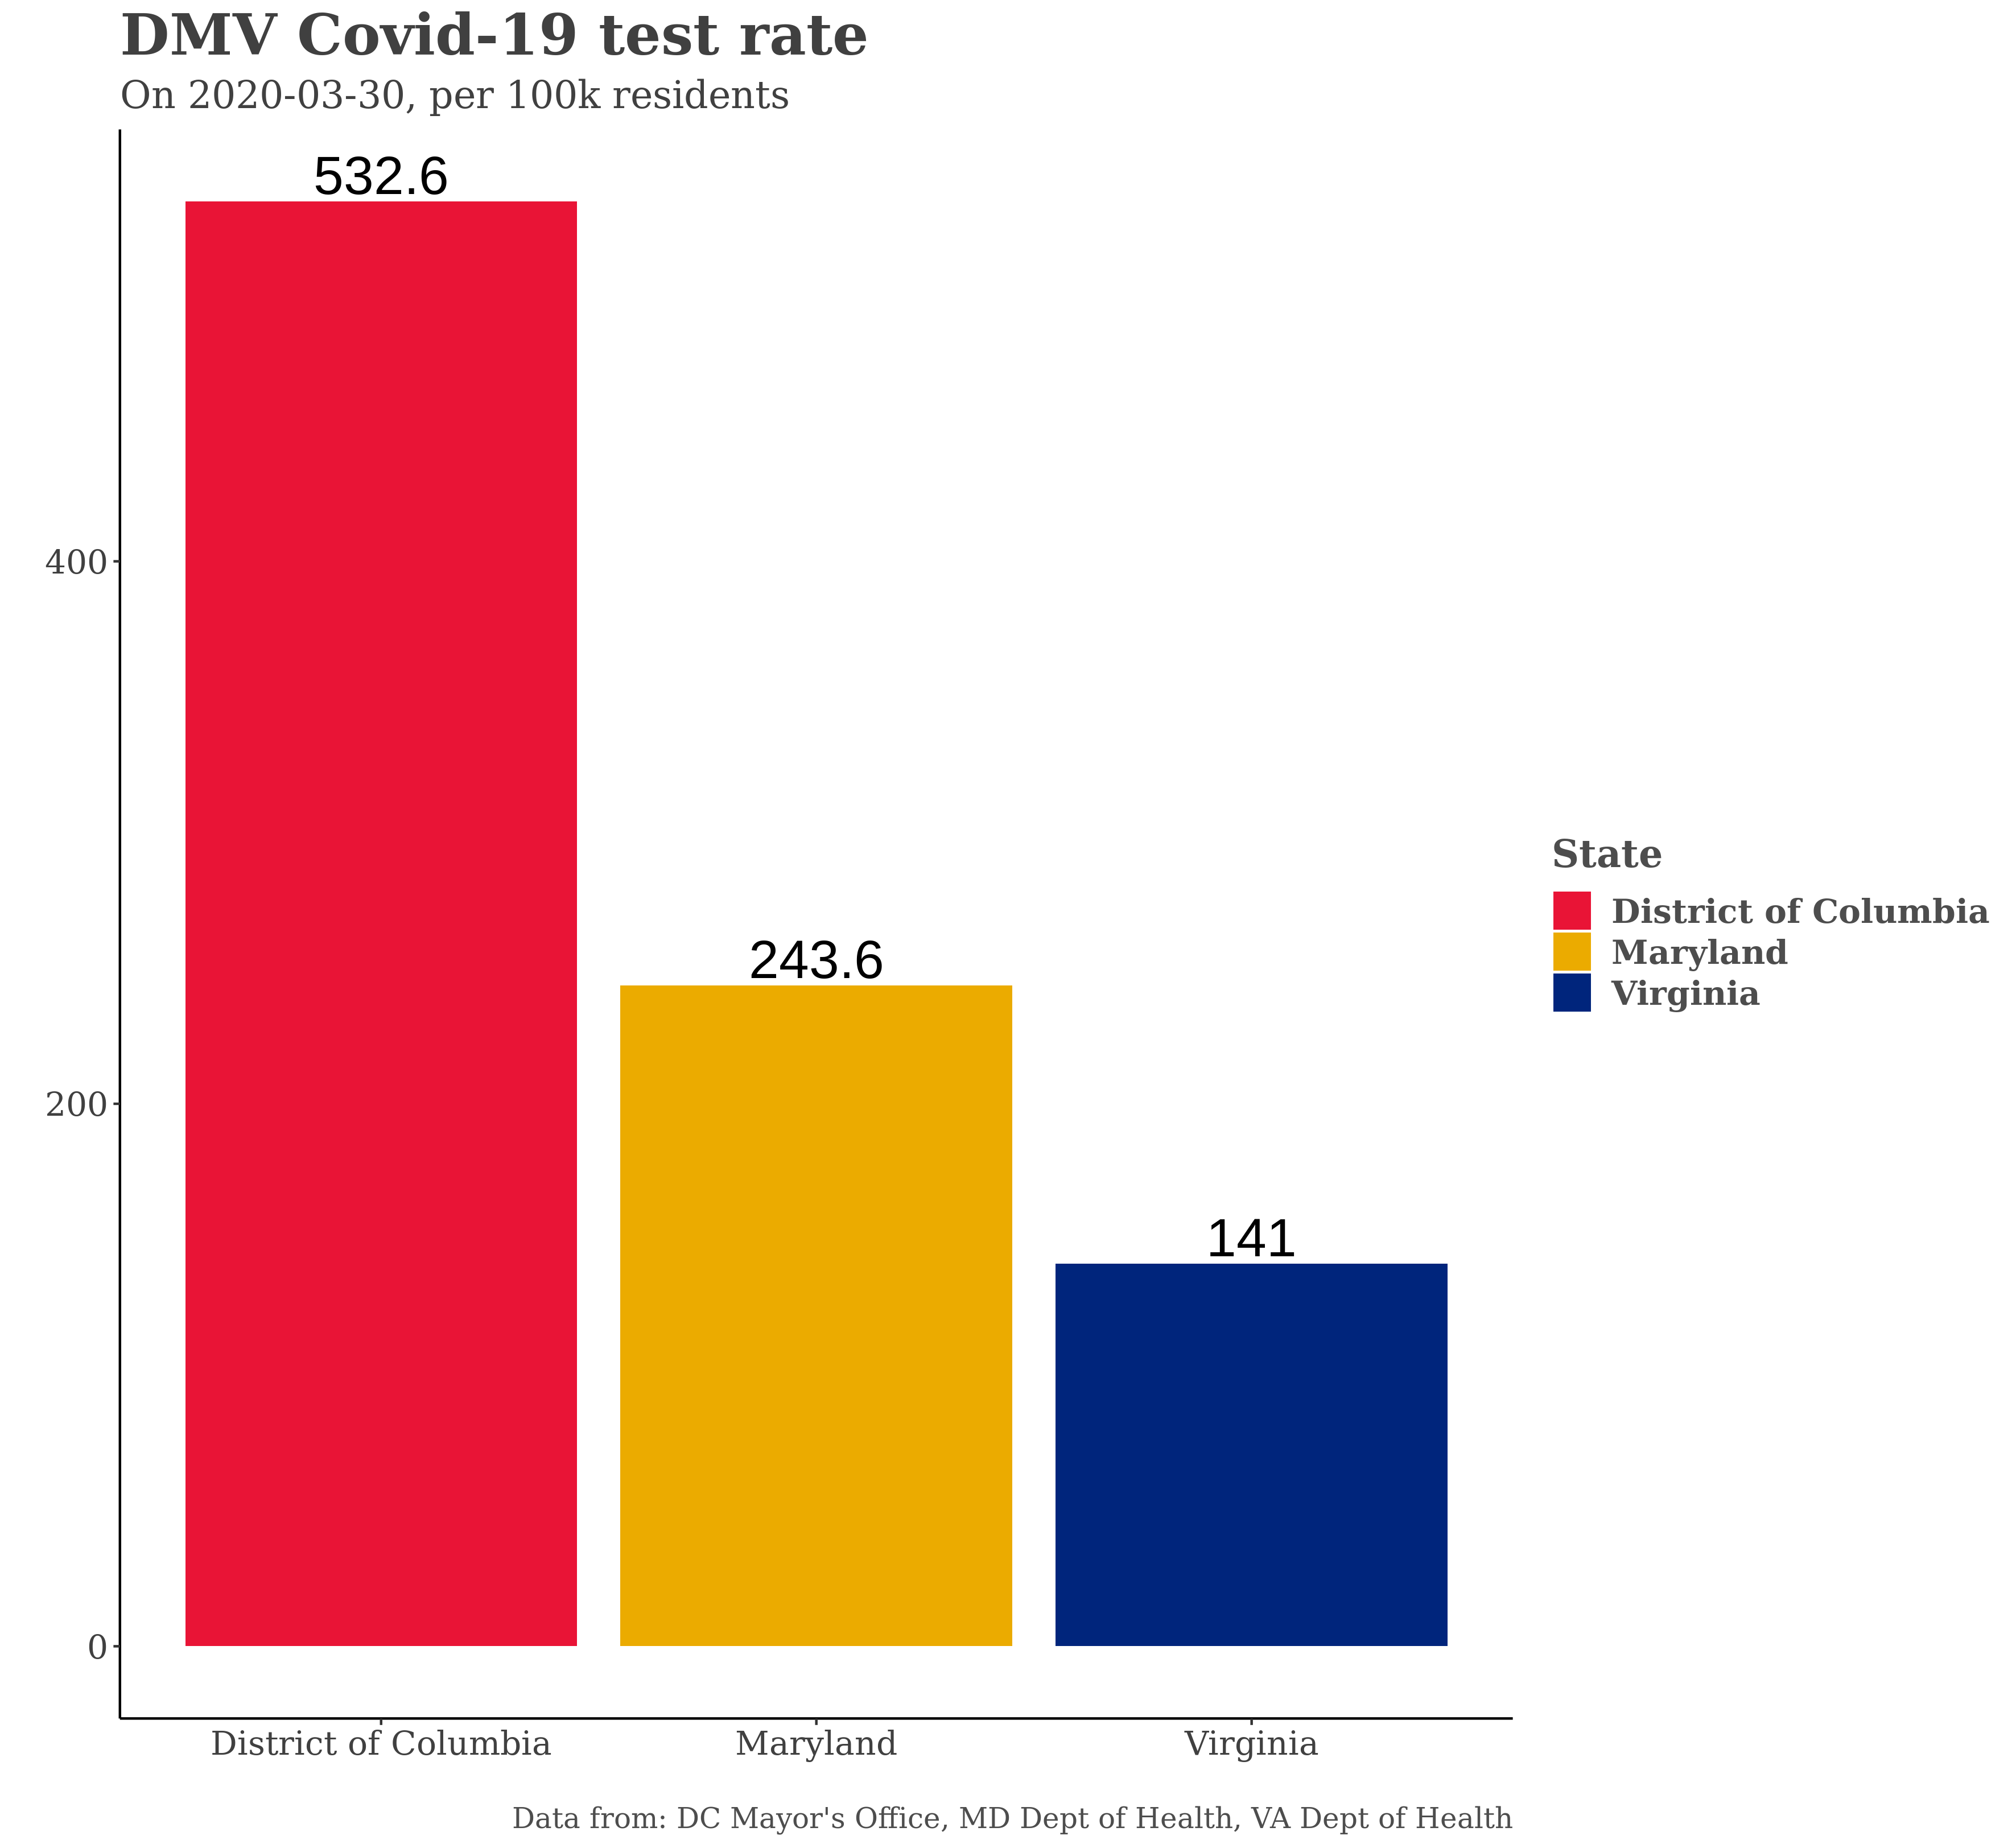 DMV Covid-19 test rate
On 2020-03-30, per 100k residents
532.6
400
243.6
200
141
0
State
District of Columbia
Maryland
Virginia
District of Columbia
Maryland
Virginia
Data from: DC Mayor's Office, MD Dept of Health, VA Dept of Health